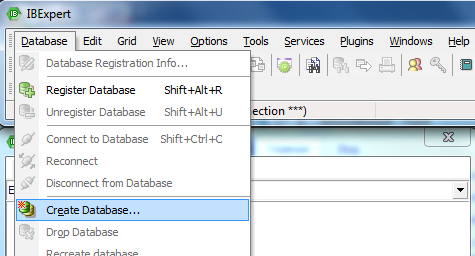 IBExpert
Database Edit Grid View Options Tools Services Plugins Windows Help
Database Registration Info...
Register Database Shift+Alt+R
Unregister Database Shift+Alt+U
ection ***)
Connect to Database Shift+Ctrl+C
Reconnect
Disconnect from Database
Create Database...
Drop Database
Recreate database